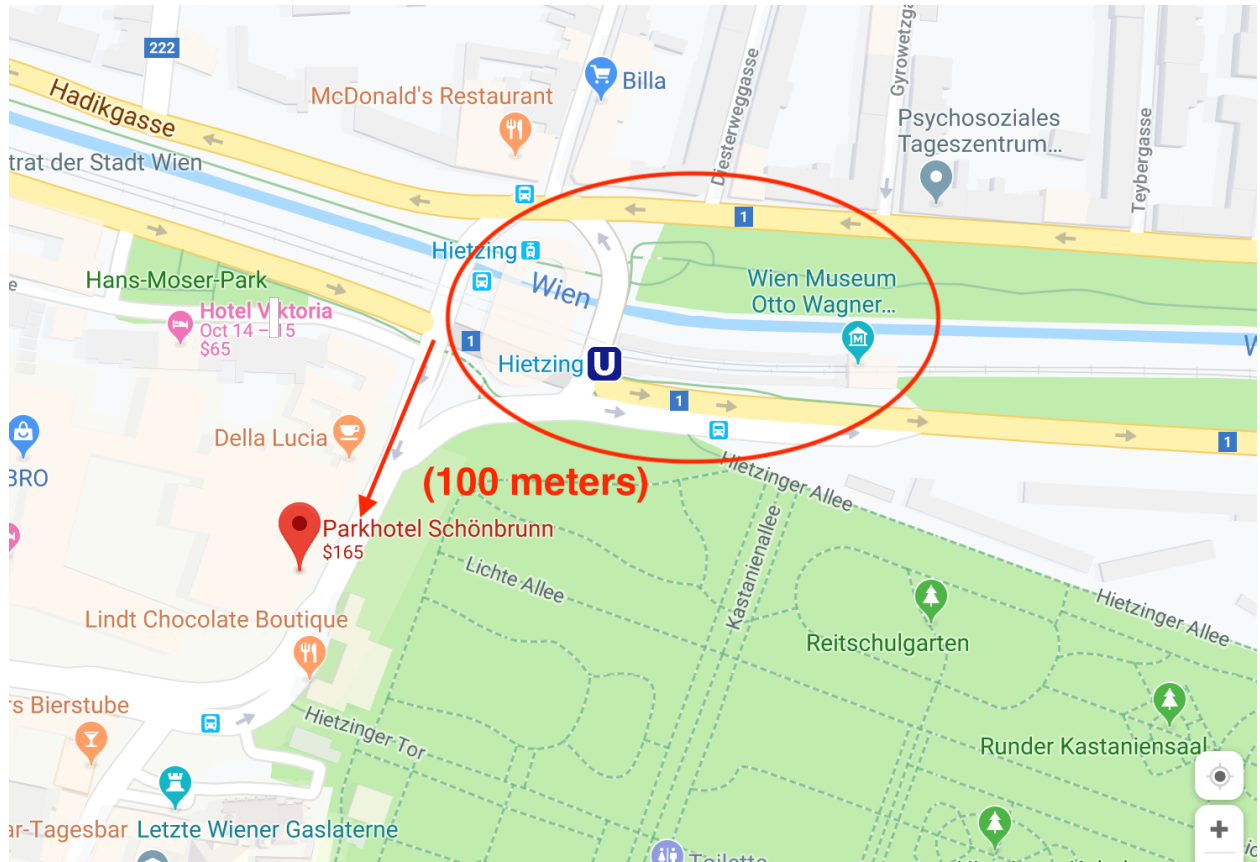 222
Hadikgasse
McDonald's Restaurant
Billa
Diesterweggasse
Gyrowetzga
Psychosoziales
Tageszentrum...
Teybergasse
trat der Stadt Wien
1
Hietzing
Wien
Hans-Moser-Park
Wien Museum
Otto Wagner...
Hotel Viktoria
Oct 14 – 15
$65
1
Hietzing U
W
1
1
Della Lucia
BRO
(100 meters)
Hietzinger Allee
Parkhotel Schönbrunn
$165
Lichte Allee
Kastanienallee
Hietzinger Allee
Lindt Chocolate Boutique
Reitschulgarten
rs Bierstube
Hietzinger Tor
Runder Kastaniensaal
ar-Tagesbar
Letzte Wiener Gaslaterne
+